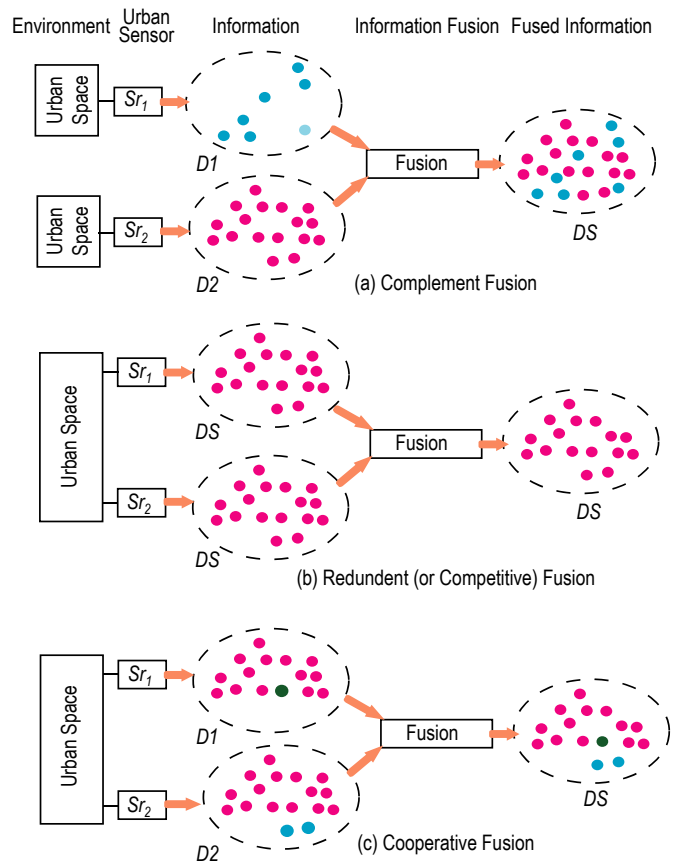 Environment
Urban
Sensor
Information
Information Fusion
Fused Information
Urban
Space
Sr1
D1
Urban
Space
Sr2
D2
Fusion
DS
(a) Complement Fusion
Urban Space
Sr1
DS
Sr2
DS
Fusion
DS
(b) Redundent (or Competitive) Fusion
Urban Space
Sr1
D1
Sr2
D2
Fusion
DS
(c) Cooperative Fusion